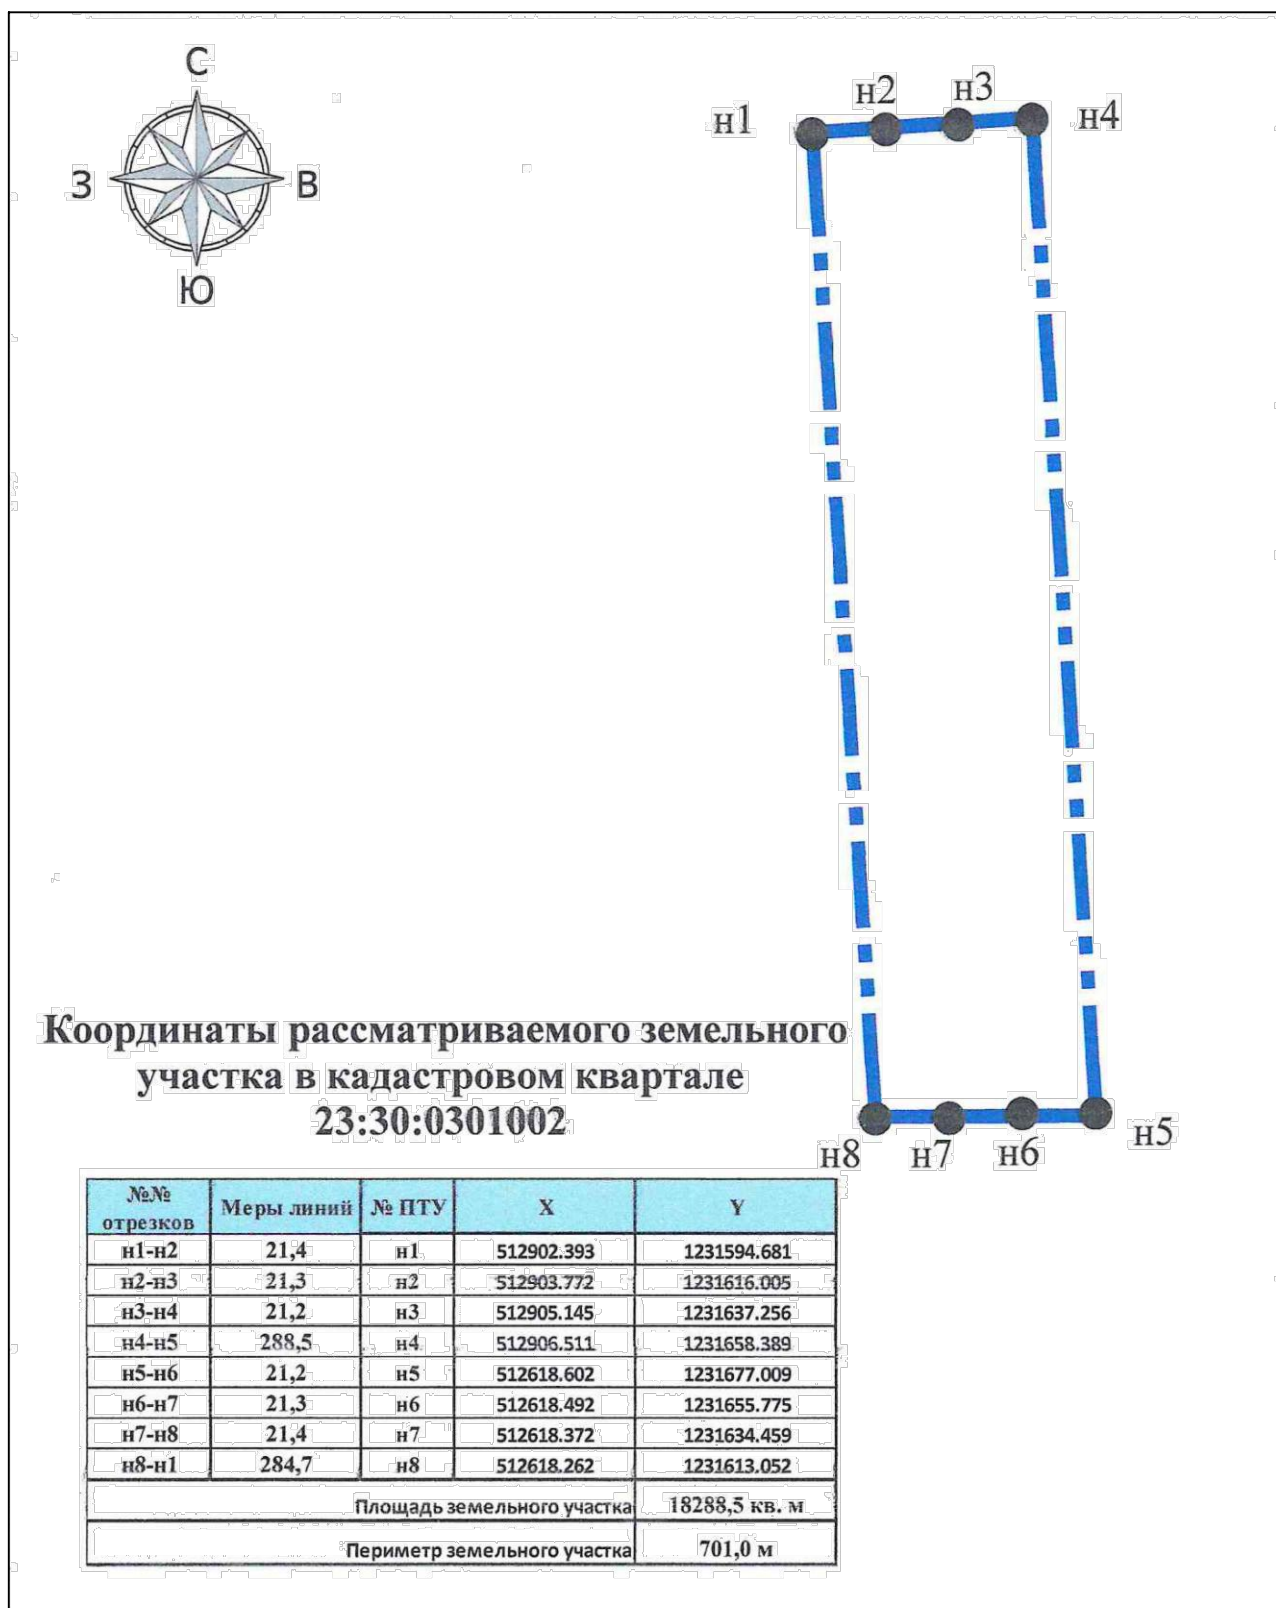 С
З
В
Ю
н1
н2
н3
н4
н8
н7
н6
н5
Координаты рассматриваемого земельного
участка в кадастровом квартале
23:30:0301002
№№ отрезков Меры линий № ПТУ X Y
н1-н2 21,4 н1 512902.393 1231594.681
н2-н3 21,3 н2 512903.772 1231616.005
н3-н4 21,2 н3 512905.145 1231637.256
н4-н5 288,5 н4 512906.511 1231658.389
н5-н6 21,2 н5 512618.602 1231677.009
н6-н7 21,3 н6 512618.492 1231655.775
н7-н8 21,4 н7 512618.372 1231634.459
н8-н1 284,7 н8 512618.262 1231613.052
Площадь земельного участка 18288,5 кв. м
Периметр земельного участка 701,0 м